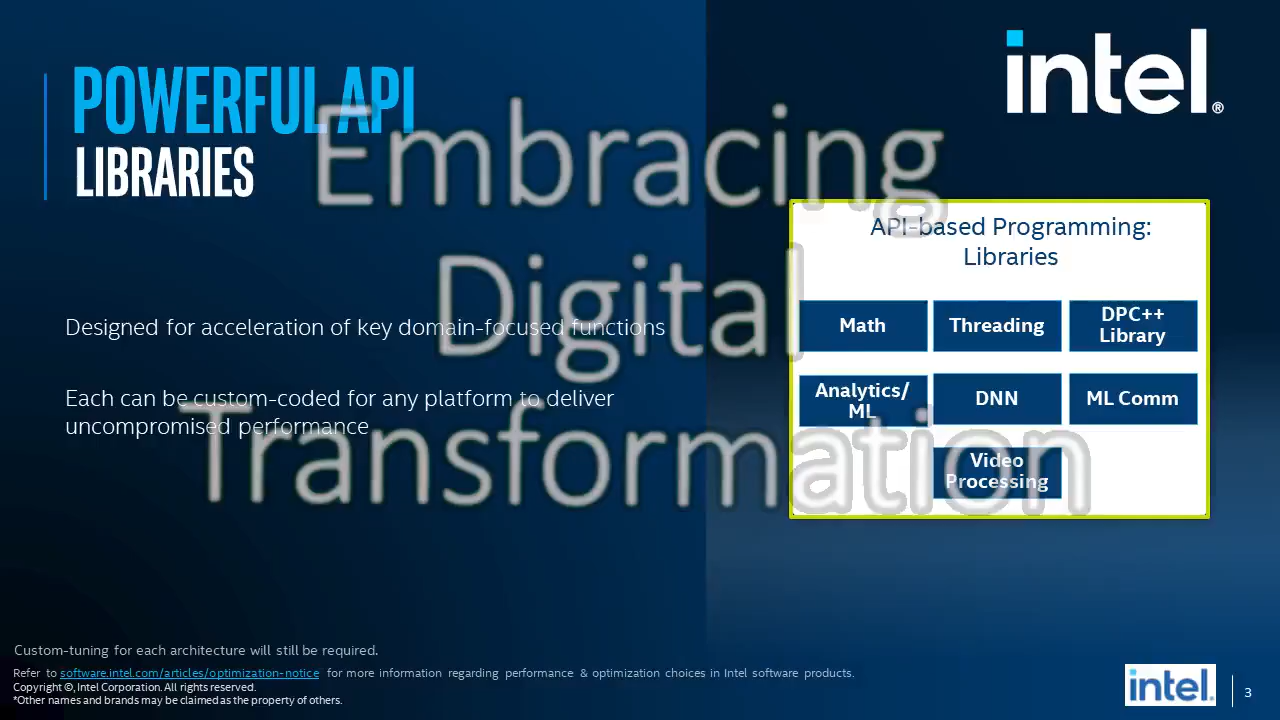 POWERFUL API
LIBRARIES
intel®
Embracing
Digital
Transformation
Designed for acceleration of key domain-focused functions
Each can be custom-coded for any platform to deliver
uncompromised performance
API-based Programming:
Libraries
Math
Threading
DPC++
Library
Analytics/
ML
DNN
ML Comm
Video
Processing
Custom-tuning for each architecture will still be required.
Refer to software.intel.com/articles/optimization-notice for more information regarding performance & optimization choices in Intel software products.
Copyright ©, Intel Corporation. All rights reserved.
*Other names and brands may be claimed as the property of others.
intel.
3